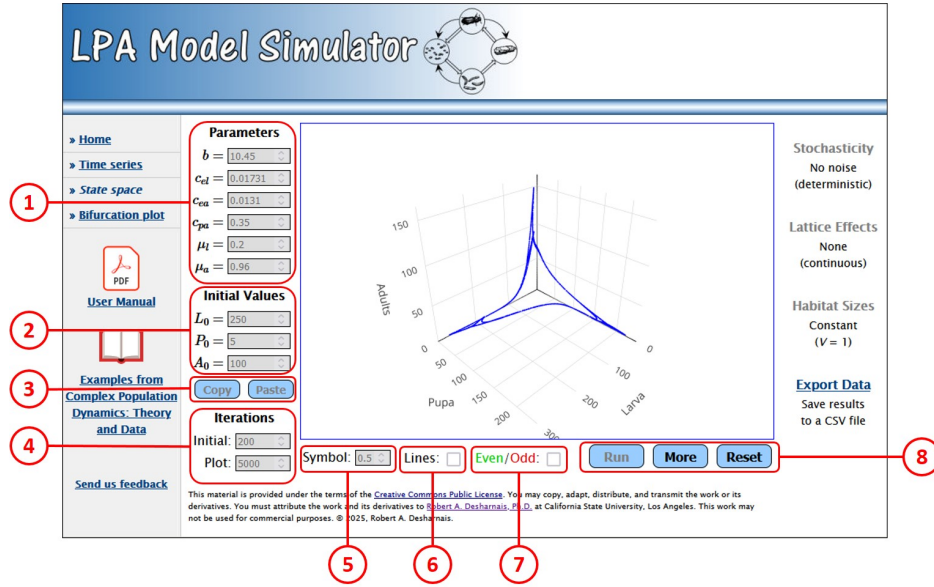 LPA Model Simulator
» Home
» Time series
» State space
» Bifurcation plot
PDF
User Manual
Examples from
Complex Population
Dynamics: Theory
and Data
Send us feedback
1
2
3
4
Parameters
b = 10.45
c_el = 0.01731
c_ea = 0.0131
c_pa = 0.35
μ_l = 0.2
μ_a = 0.96
Initial Values
L_0 = 250
P_0 = 5
A_0 = 100
Copy Paste
Iterations
Initial: 200
Plot: 5000
150
100
50
Adults
0
50
100
150
200
Pupa
0
100
200
300
Larva
Symbol: 0.5
Lines:
Even/Odd:
Run More Reset
5
6
7
8
Stochasticity
No noise
(deterministic)
Lattice Effects
None
(continuous)
Habitat Sizes
Constant
(V = 1)
Export Data
Save results
to a CSV file
This material is provided under the terms of the Creative Commons Public License. You may copy, adapt, distribute, and transmit the work or its
derivatives. You must attribute the work and its derivatives to Robert A. Desharnais, Ph.D. at California State University, Los Angeles. This work may
not be used for commercial purposes. © 2025, Robert A. Desharnais.